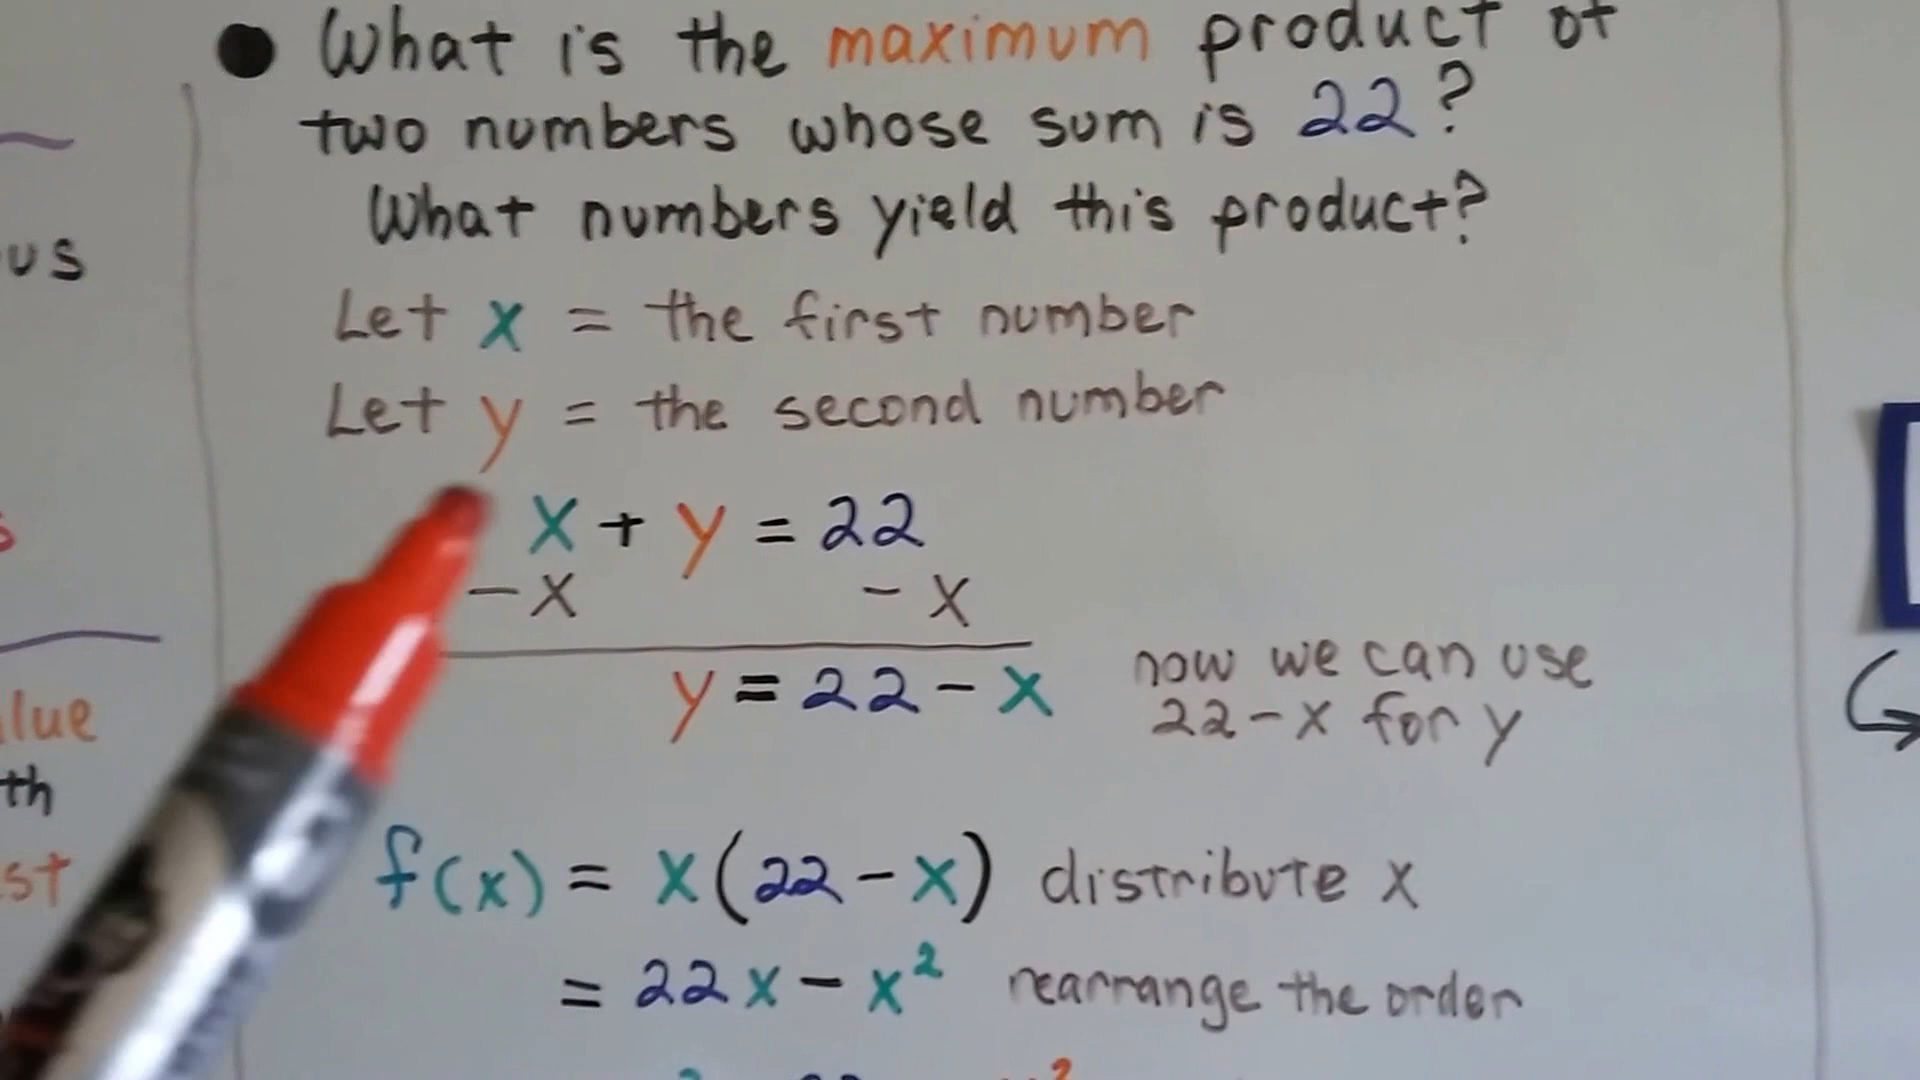 us
s
lue
th
st
● What is the maximum product of
two numbers whose sum is 22?
What numbers yield this product?
Let x = the first number
Let y = the second number
x + y = 22
- x - x
y = 22 - x now we can use
22 - x for y
f(x) = x(22 - x) distribute x
= 22x - x² rearrange the order